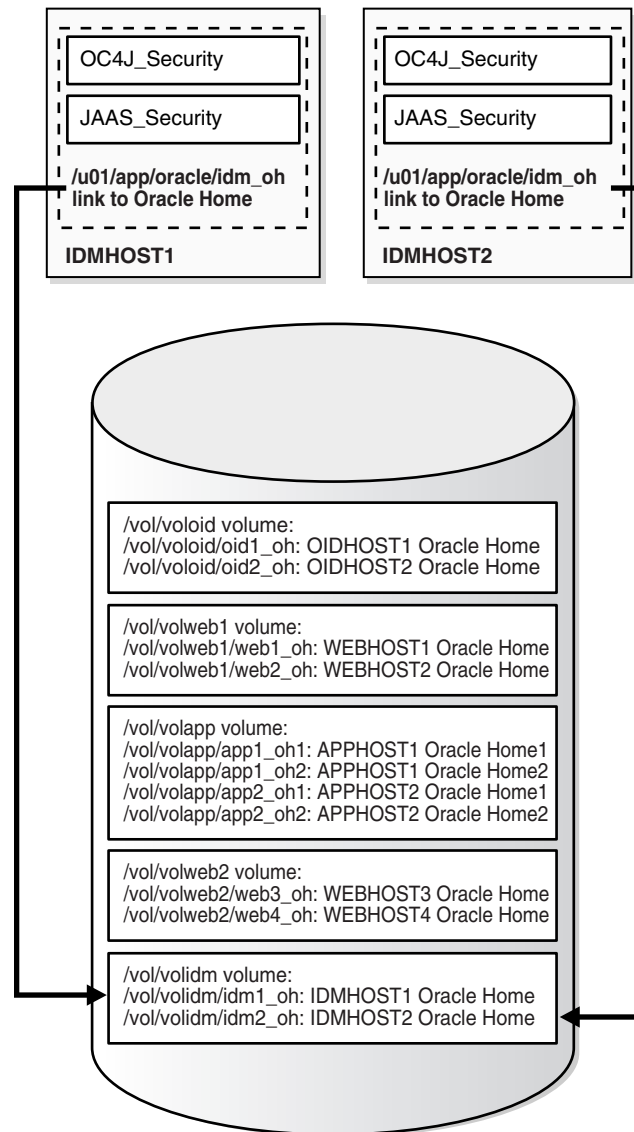 OC4J_Security
JAAS_Security
/u01/app/oracle/idm_oh
link to Oracle Home
IDMHOST1
OC4J_Security
JAAS_Security
/u01/app/oracle/idm_oh
link to Oracle Home
IDMHOST2
/vol/voloid volume:
/vol/voloid/oid1_oh: OIDHOST1 Oracle Home
/vol/voloid/oid2_oh: OIDHOST2 Oracle Home
/vol/volweb1 volume:
/vol/volweb1/web1_oh: WEBHOST1 Oracle Home
/vol/volweb1/web2_oh: WEBHOST2 Oracle Home
/vol/volapp volume:
/vol/volapp/app1_oh1: APPHOST1 Oracle Home1
/vol/volapp/app1_oh2: APPHOST1 Oracle Home2
/vol/volapp/app2_oh1: APPHOST2 Oracle Home1
/vol/volapp/app2_oh2: APPHOST2 Oracle Home2
/vol/volweb2 volume:
/vol/volweb2/web3_oh: WEBHOST3 Oracle Home
/vol/volweb2/web4_oh: WEBHOST4 Oracle Home
/vol/volidm volume:
/vol/volidm/idm1_oh: IDMHOST1 Oracle Home
/vol/volidm/idm2_oh: IDMHOST2 Oracle Home